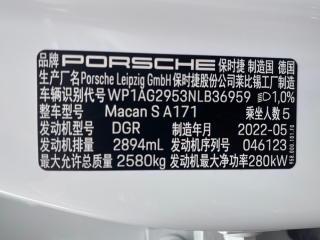 品牌 PORSCHE 保时捷 制造国 德国
生产厂名 Porsche Leipzig GmbH 保时捷股份公司莱比锡工厂制造
车辆识别代号 WP1AG2953NLB36959 1,0%
整车型号 Macan S A171 乘坐人数 5
发动机型号 DGR 制造年月 2022-05
发动机排量 2894mL 发动机序列号 046123
最大允许总质量 2580kg 发动机最大净功率 280kW